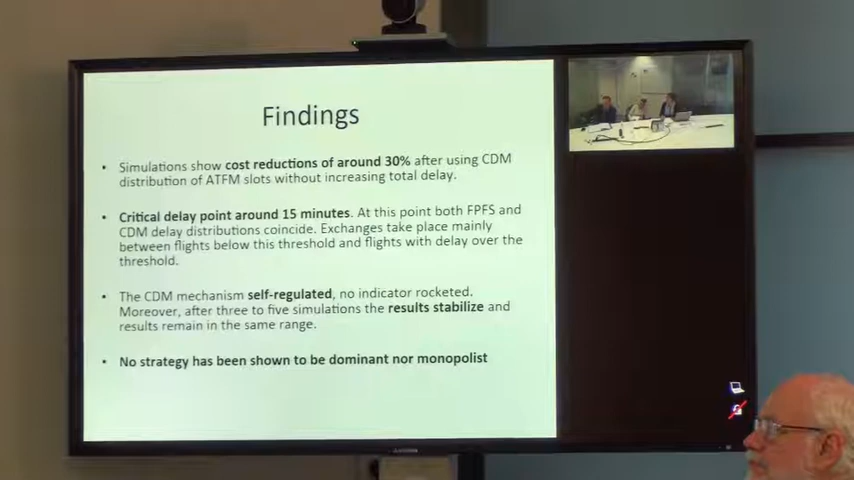 Findings
• Simulations show cost reductions of around 30% after using CDM
distribution of ATFM slots without increasing total delay.
• Critical delay point around 15 minutes. At this point both FPFS and
CDM delay distributions coincide. Exchanges take place mainly
between flights below this threshold and flights with delay over the
threshold.
• The CDM mechanism self-regulated, no indicator rocketed.
Moreover, after three to five simulations the results stabilize and
results remain in the same range.
• No strategy has been shown to be dominant nor monopolist